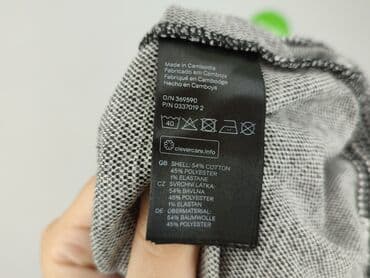 Made in Cambodia
Fabricado em Camboja
Fabriqué en Cambodge
Hecho en Camboya
O/N 369590
P/N 0337019 2
40
clevercare.info
GB SHELL: 54% COTTON
45% POLYESTER
1% ELASTANE
CZ SVRCHNÍ LÁTKA:
54% BAVLNA
45% POLYESTER
1% ELASTAN
DE OBERMATERIAL:
54% BAUMWOLLE
45% POLYESTER